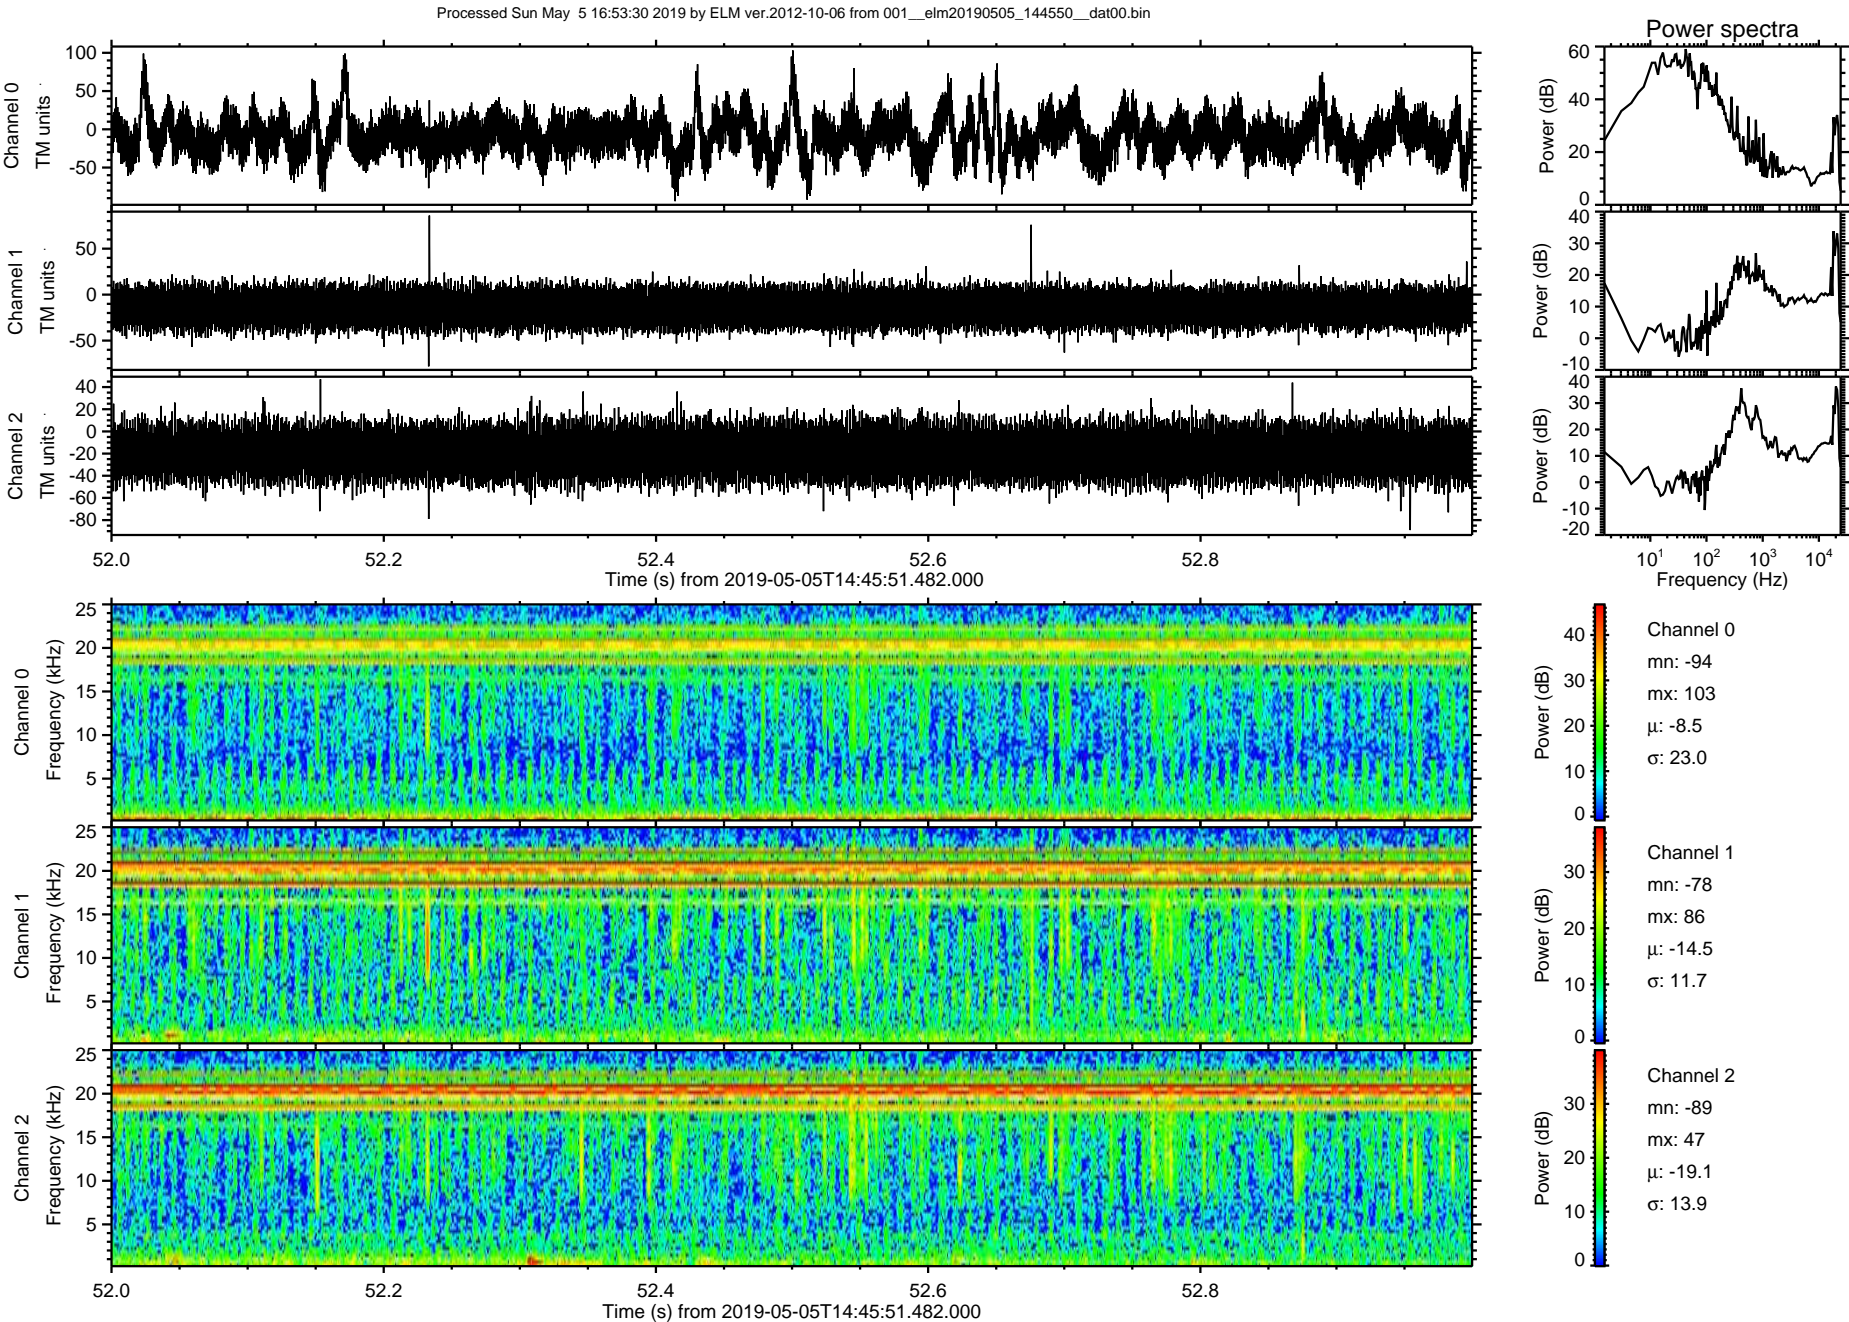 Processed Sun May  5 16:53:30 2019 by ELM ver.2012-10-06 from 001__elm20190505_144550__dat00.bin
Power spectra
Channel 0
TM units
100
50
0
-50
Power (dB)
60
40
20
0
Channel 1
TM units
50
0
-50
Power (dB)
40
30
20
10
0
-10
Channel 2
TM units
40
20
0
-20
-40
-60
-80
Power (dB)
40
30
20
10
0
-10
-20
52.0 52.2 52.4 52.6 52.8
Time (s) from 2019-05-05T14:45:51.482.000
10^1 10^2 10^3 10^4
Frequency (Hz)
Channel 0
Frequency (kHz)
25
20
15
10
5
Power (dB)
40
30
20
10
0
Channel 0
mn: -94
mx: 103
μ: -8.5
σ: 23.0
Channel 1
Frequency (kHz)
25
20
15
10
5
Power (dB)
30
20
10
0
Channel 1
mn: -78
mx: 86
μ: -14.5
σ: 11.7
Channel 2
Frequency (kHz)
25
20
15
10
5
Power (dB)
30
20
10
0
Channel 2
mn: -89
mx: 47
μ: -19.1
σ: 13.9
52.0 52.2 52.4 52.6 52.8
Time (s) from 2019-05-05T14:45:51.482.000